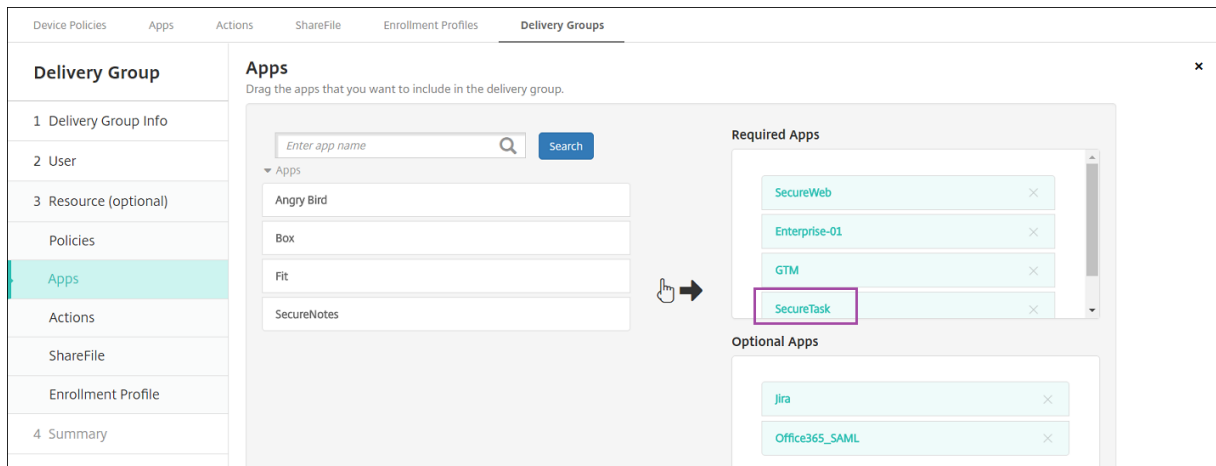 Device Policies Apps Actions ShareFile Enrollment Profiles Delivery Groups
Delivery Group
1 Delivery Group Info
2 User
3 Resource (optional)
Policies
Apps
Actions
ShareFile
Enrollment Profile
4 Summary
Apps
Drag the apps that you want to include in the delivery group.
Enter app name Search
Apps
Angry Bird
Box
Fit
SecureNotes
Required Apps
SecureWeb
Enterprise-01
GTM
SecureTask
Optional Apps
Jira
Office365_SAML